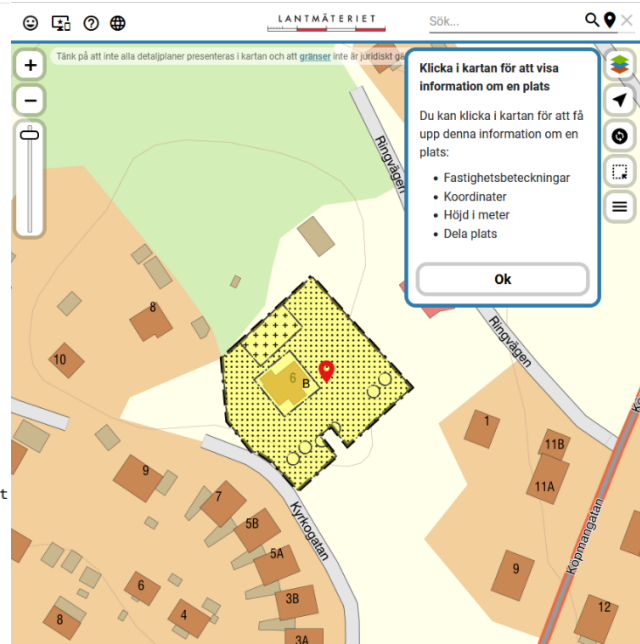 LANTMÄTERIET
Sök...
Tänk på att inte alla detaljplaner presenteras i kartan och att gränser inte är juridiskt gä
Klicka i kartan för att visa
information om en plats
Du kan klicka i kartan för att få
upp denna information om en
plats:
Fastighetsbeteckningar
Koordinater
Höjd i meter
Dela plats
Ok
Ringvägen
Ringvägen
8
10
6
B
1
11B
11A
Köpmangatan
Kö
9
7
5B
5A
3B
3A
Kyrkogatan
6
4
8
9
12
t